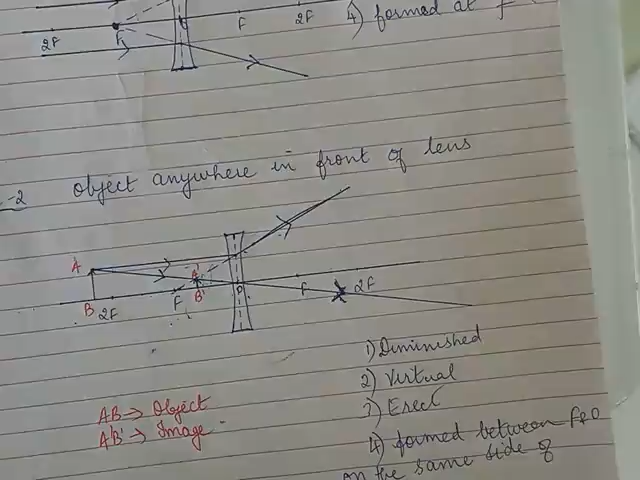 4) formed at F
2F F F 2F
-2 Object anywhere in front of lens
A A' F 2F
B 2F F B'
1) Diminished
2) Virtual
3) Erect
AB → Object
4) formed between F & O
AB' → Image
on the same side of